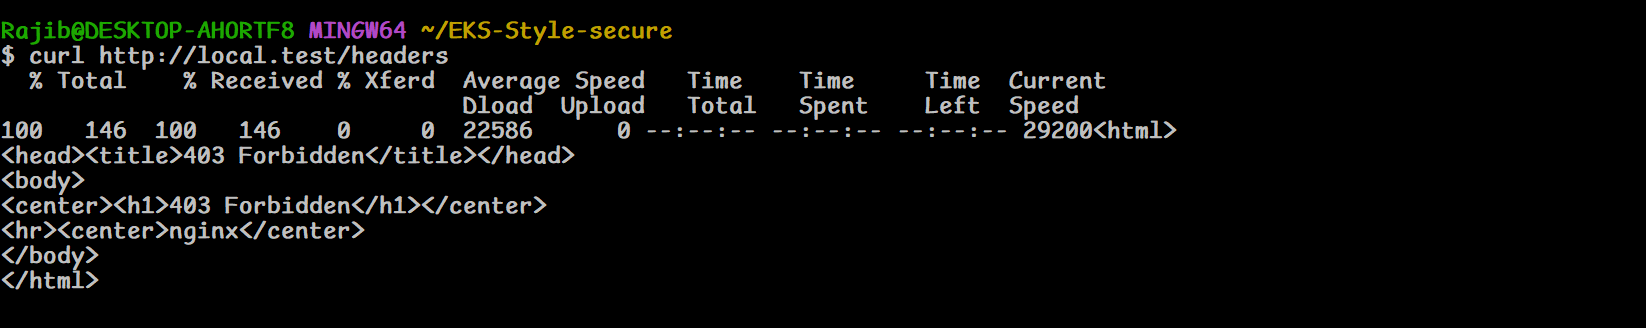 Rajib@DESKTOP-AHORTF8 MINGW64 ~/EKS-Style-secure
$ curl http://local.test/headers
  % Total    % Received % Xferd  Average Speed   Time    Time     Time  Current
                                 Dload  Upload   Total   Spent    Left  Speed
100   146  100   146    0      0  22586      0 --:--:-- --:--:-- --:--:-- 29200<html>
<head><title>403 Forbidden</title></head>
<body>
<center><h1>403 Forbidden</h1></center>
<hr><center>nginx</center>
</body>
</html>